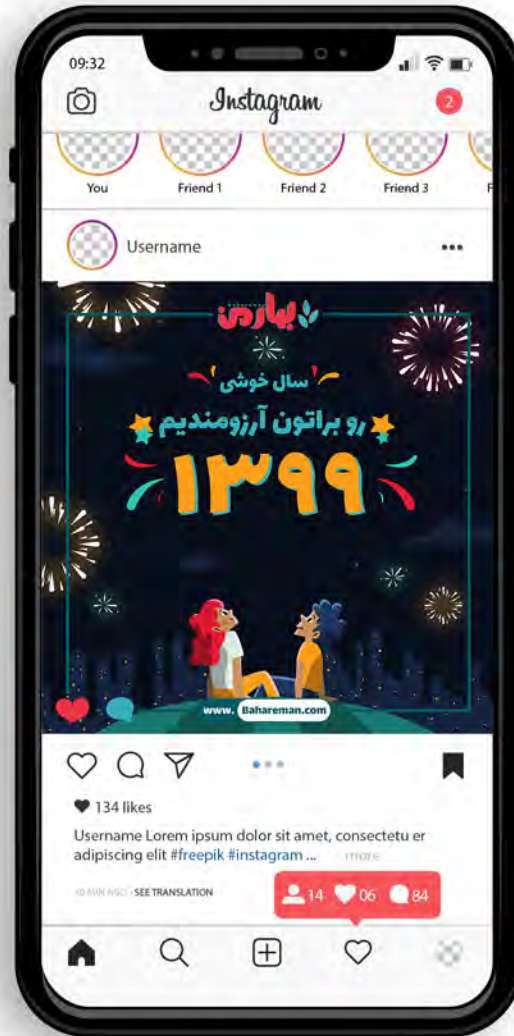 09:32
Instagram
2
You
Friend 1
Friend 2
Friend 3
F
Username
بهارمن
سال خوشی
رو براتون آرزومندیم
۱۳۹۹
www. Bahareman.com
134 likes
Username Lorem ipsum dolor sit amet, consectetu er
adipiscing elit #freepik #instagram ... more
MIN AGO · SEE TRANSLATION
14 06 84